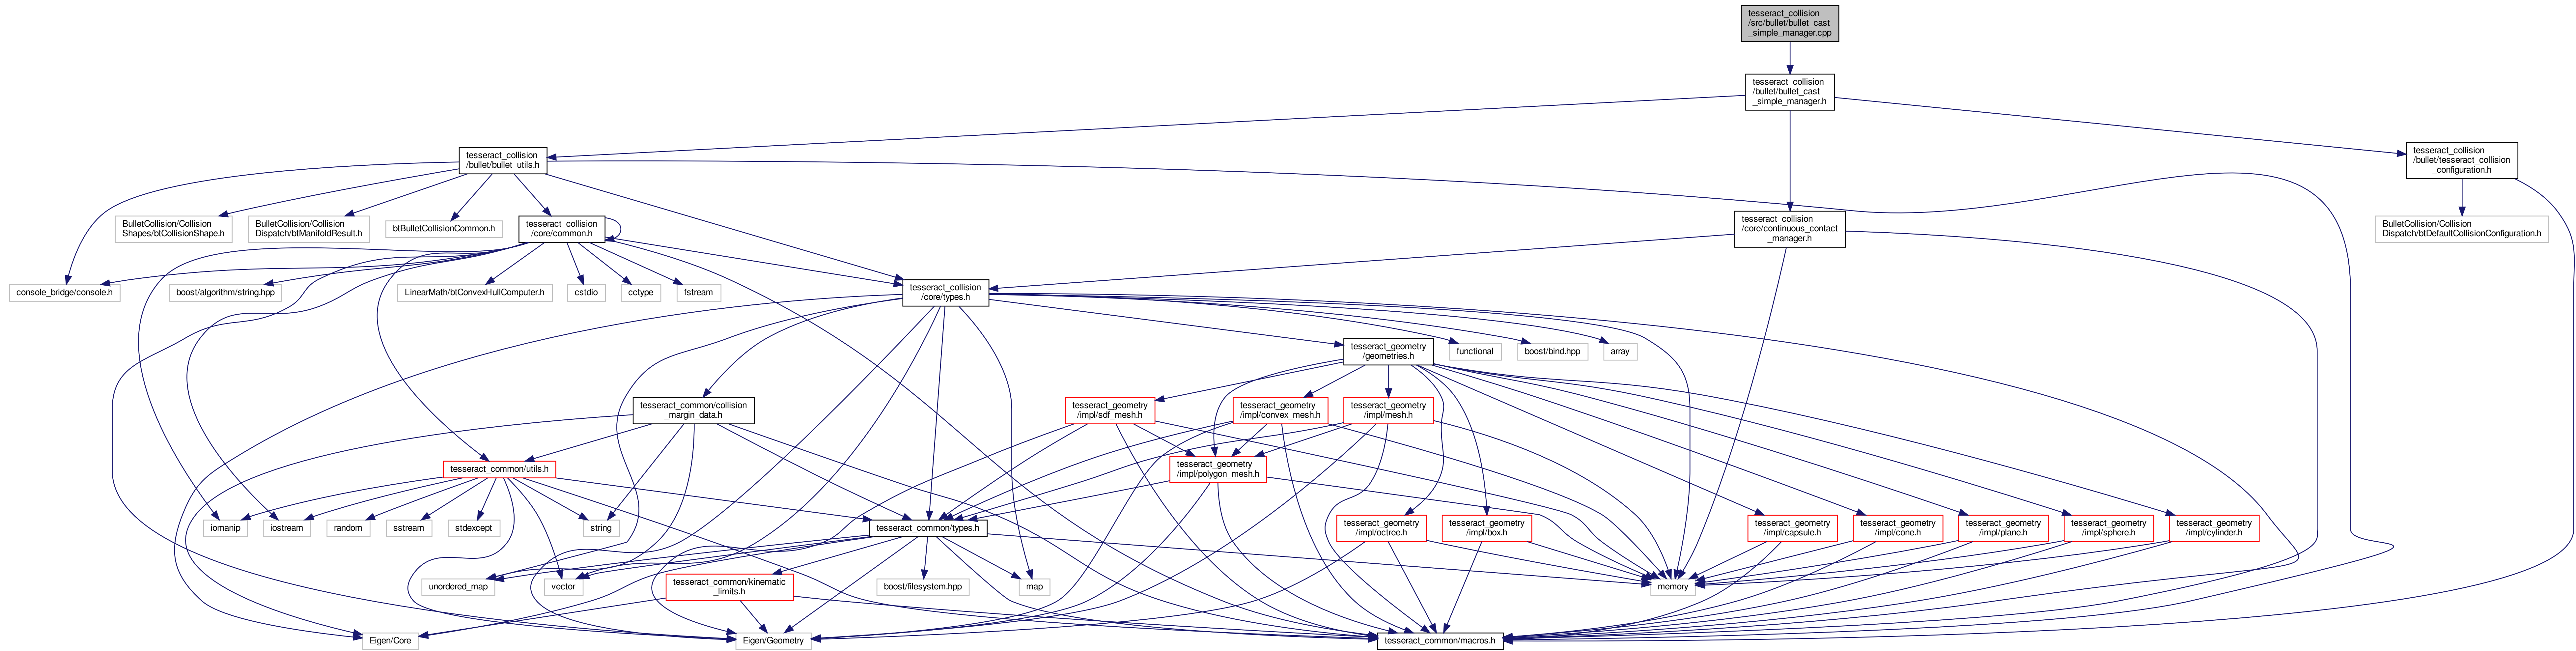 tesseract_collision
/src/bullet/bullet_cast
_simple_manager.cpp
tesseract_collision
/bullet/bullet_cast
_simple_manager.h
tesseract_collision
/bullet/bullet_utils.h
tesseract_collision
/bullet/tesseract_collision
_configuration.h
BulletCollision/Collision
Shapes/btCollisionShape.h
BulletCollision/Collision
Dispatch/btManifoldResult.h
btBulletCollisionCommon.h
tesseract_collision
/core/common.h
tesseract_collision
/core/continuous_contact
_manager.h
BulletCollision/Collision
Dispatch/btDefaultCollisionConfiguration.h
console_bridge/console.h
boost/algorithm/string.hpp
LinearMath/btConvexHullComputer.h
cstdio
cctype
fstream
tesseract_collision
/core/types.h
tesseract_geometry
/geometries.h
functional
boost/bind.hpp
array
tesseract_common/collision
_margin_data.h
tesseract_geometry
/impl/sdf_mesh.h
tesseract_geometry
/impl/convex_mesh.h
tesseract_geometry
/impl/mesh.h
tesseract_common/utils.h
tesseract_geometry
/impl/polygon_mesh.h
iomanip
iostream
random
sstream
stdexcept
string
tesseract_common/types.h
tesseract_geometry
/impl/octree.h
tesseract_geometry
/impl/box.h
tesseract_geometry
/impl/capsule.h
tesseract_geometry
/impl/cone.h
tesseract_geometry
/impl/plane.h
tesseract_geometry
/impl/sphere.h
tesseract_geometry
/impl/cylinder.h
unordered_map
vector
tesseract_common/kinematic
_limits.h
boost/filesystem.hpp
map
memory
Eigen/Core
Eigen/Geometry
tesseract_common/macros.h